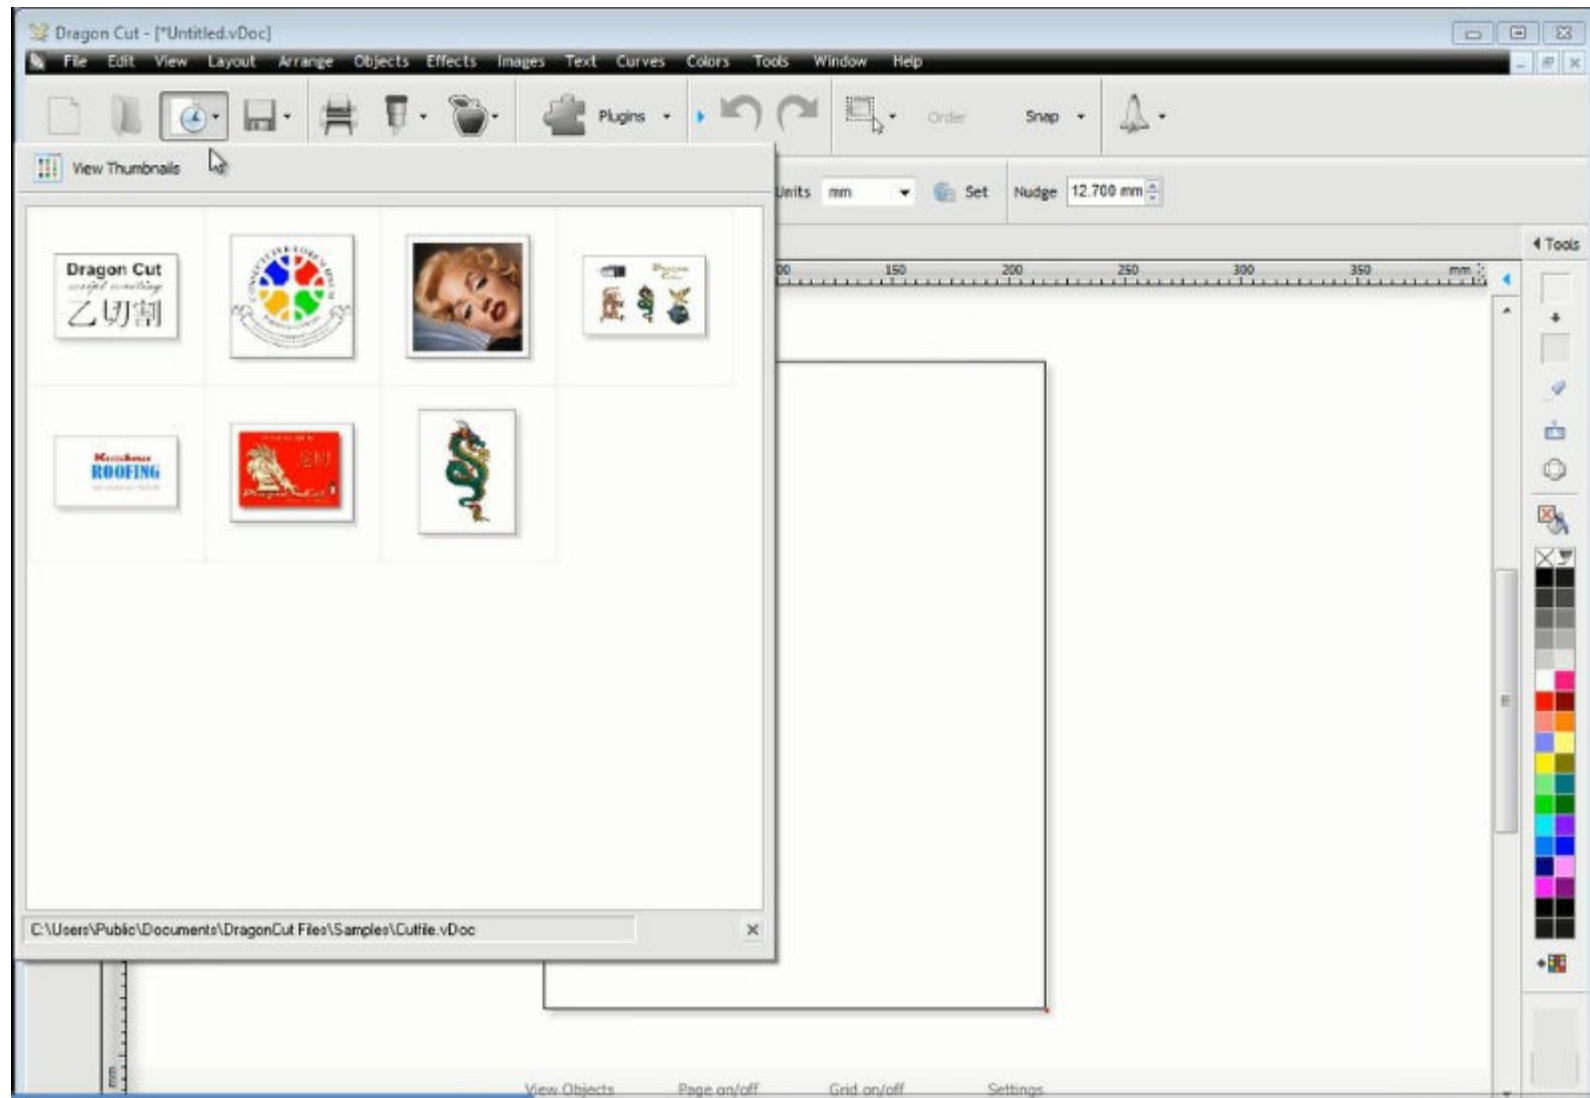 Dragon Cut - [*Untitled.vDoc]
File Edit View Layout Arrange Objects Effects Images Text Curves Colors Tools Window Help
Plugins Order Snap
View Thumbnails
Units mm Set Nudge 12.700 mm
Tools
150 200 250 300 350 mm
Dragon Cut
乙切割
ROOFING
C:\Users\Public\Documents\DragonCut Files\Samples\Cutfile.vDoc
mm
View Objects Page on/off Grid on/off Settings